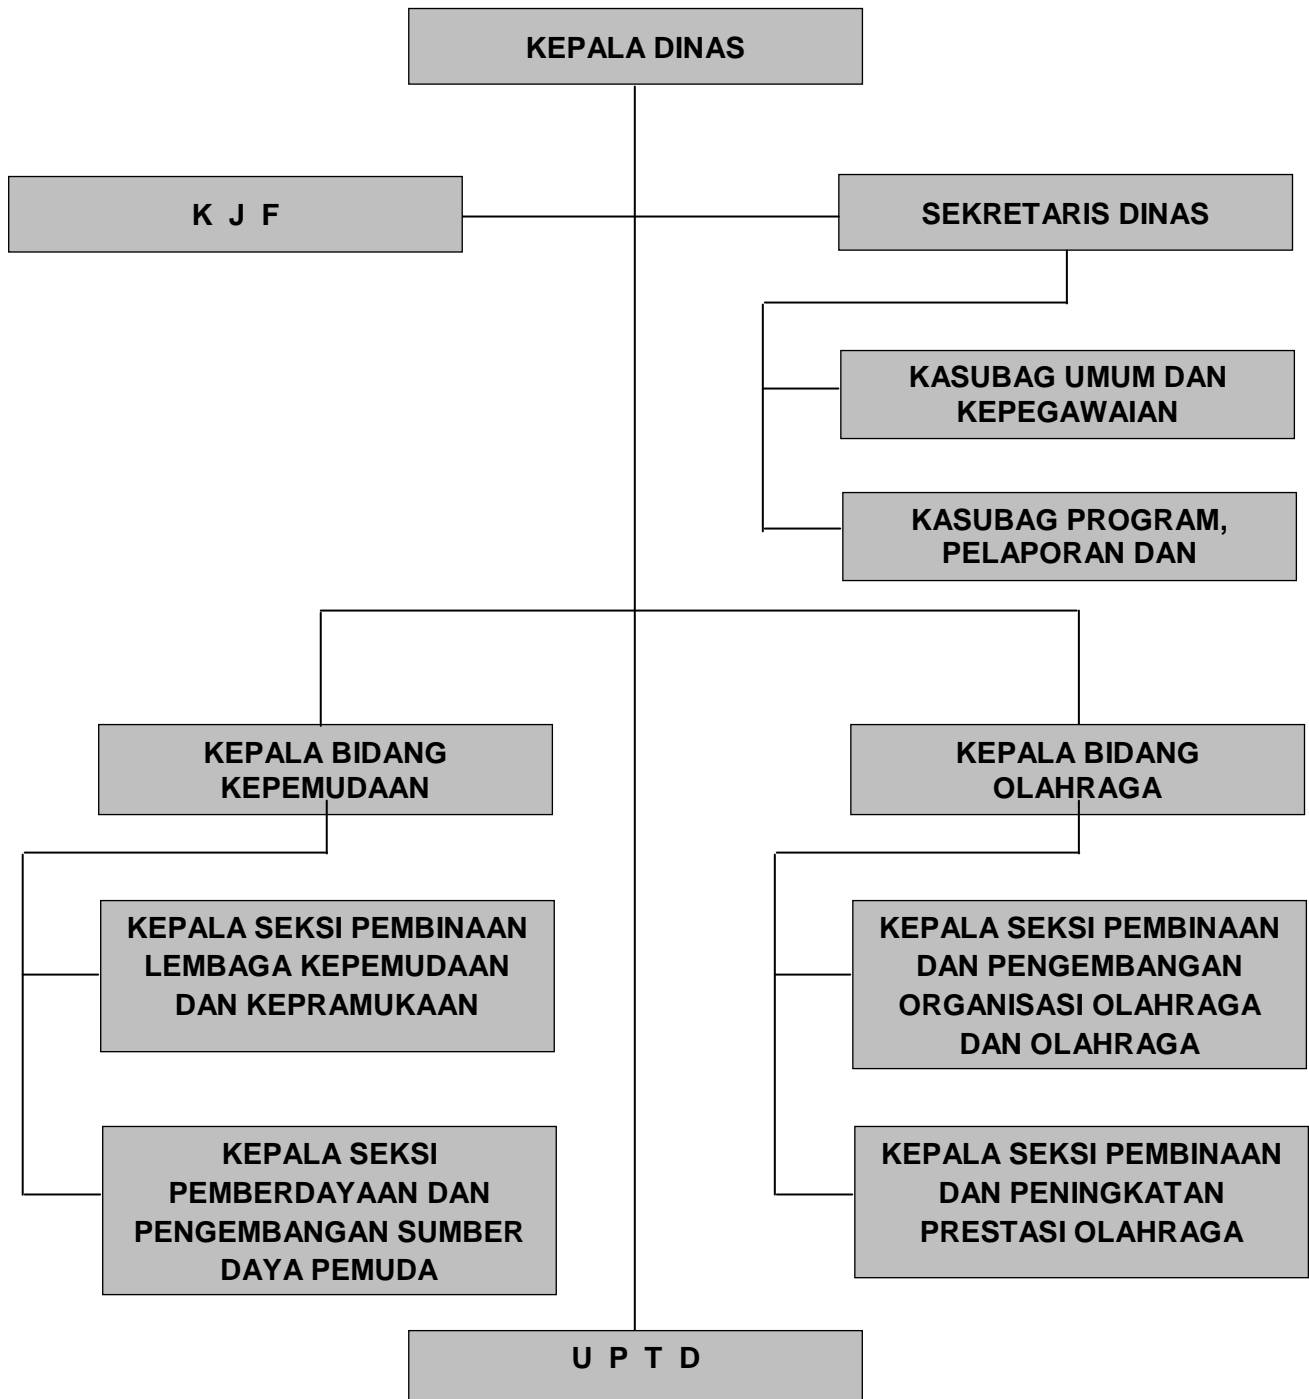 KEPALA DINAS
K J F
SEKRETARIS DINAS
KASUBAG UMUM DAN
KEPEGAWAIAN
KASUBAG PROGRAM,
PELAPORAN DAN
KEPALA BIDANG
KEPEMUDAAN
KEPALA BIDANG
OLAHRAGA
KEPALA SEKSI PEMBINAAN
LEMBAGA KEPEMUDAAN
DAN KEPRAMUKAAN
KEPALA SEKSI PEMBINAAN
DAN PENGEMBANGAN
ORGANISASI OLAHRAGA
DAN OLAHRAGA
KEPALA SEKSI
PEMBERDAYAAN DAN
PENGEMBANGAN SUMBER
DAYA PEMUDA
KEPALA SEKSI PEMBINAAN
DAN PENINGKATAN
PRESTASI OLAHRAGA
U P T D